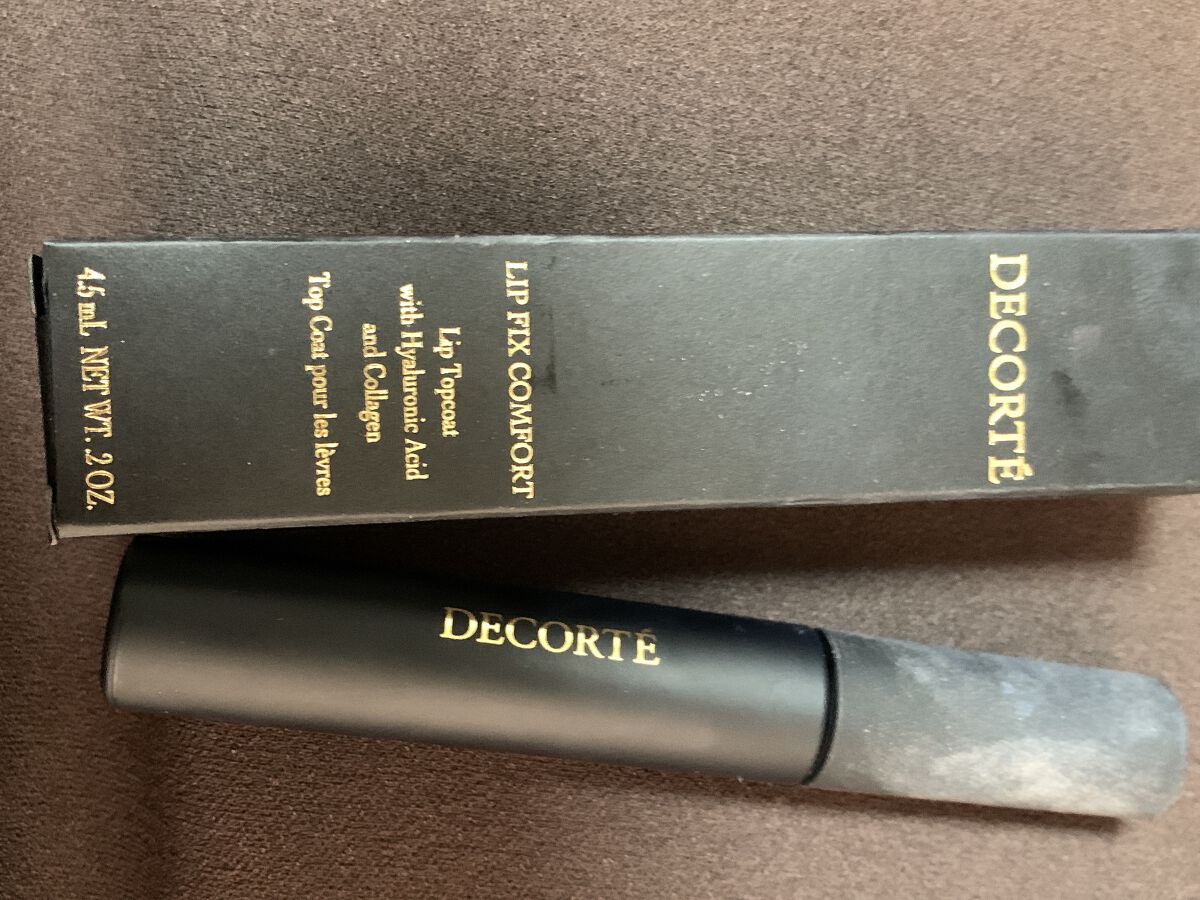 DECORTÉ
LIP FIX COMFORT
Lip Topcoat
with Hyaluronic Acid
and Collagen
Top Coat pour les lèvres
4.5 mL NET WT. .2 OZ.
DECORTÉ